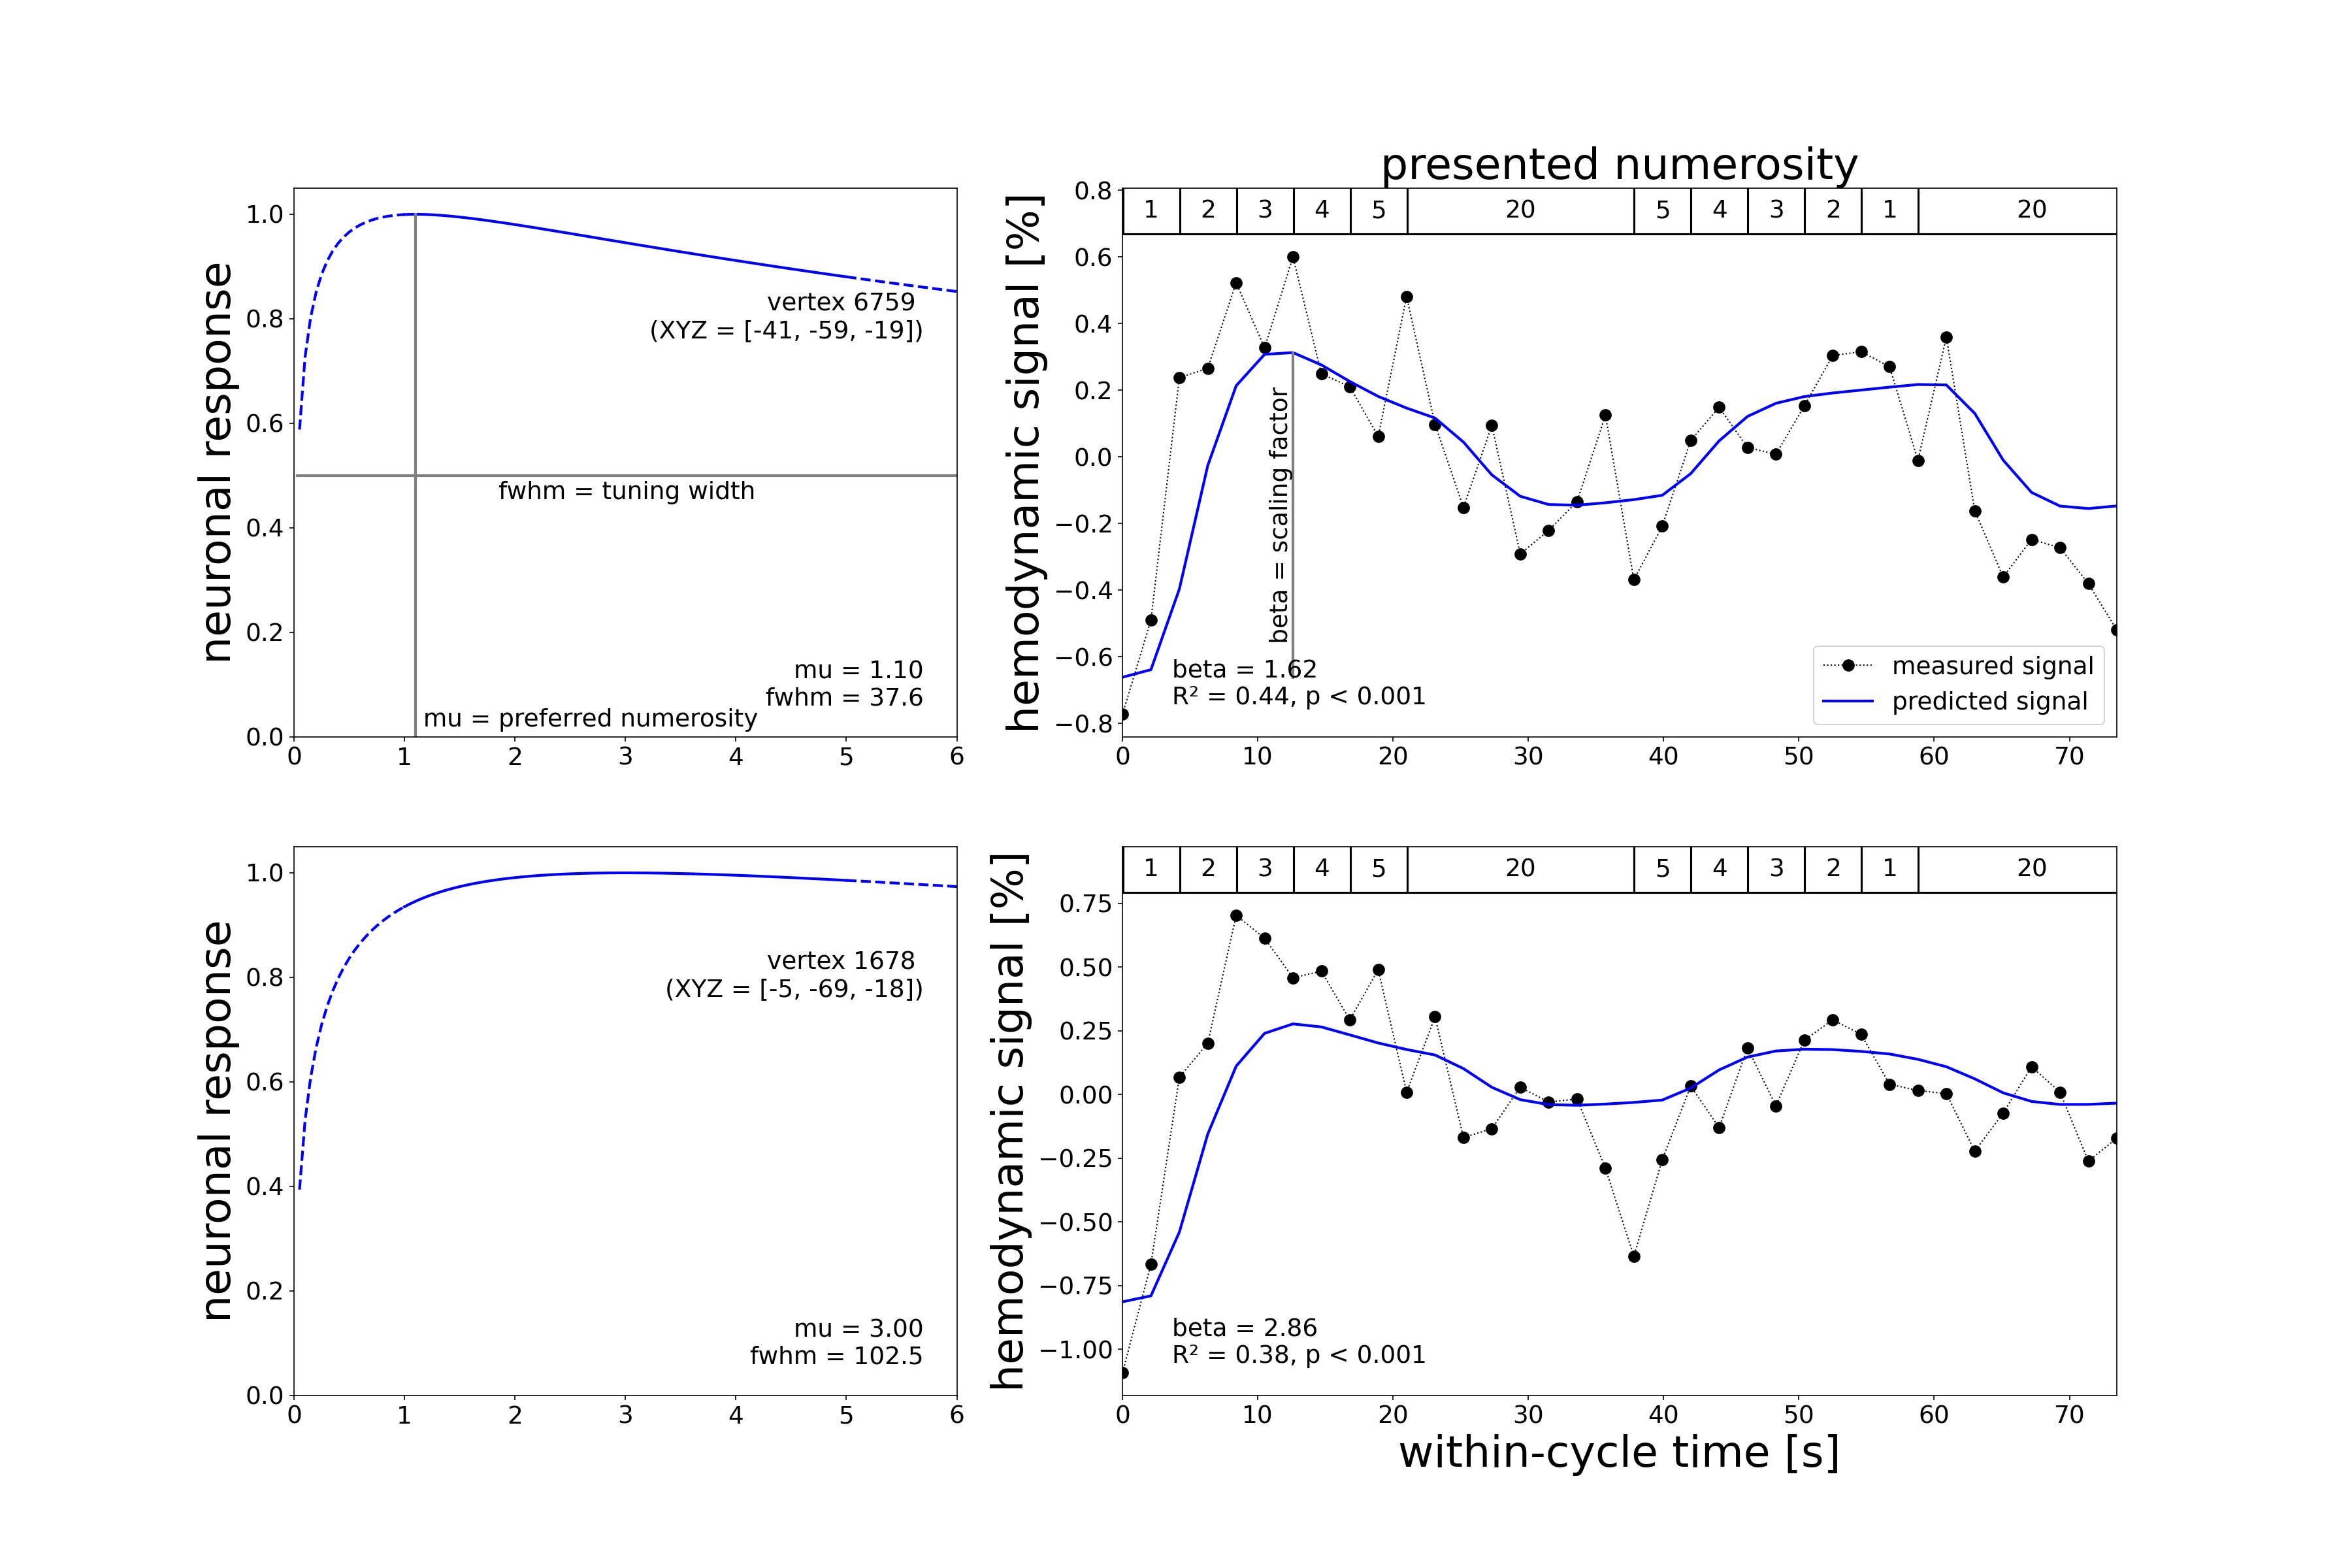 presented numerosity
neuronal response
1.0
0.8
0.6
0.4
0.2
0.0
0 1 2 3 4 5 6
vertex 6759
(XYZ = [-41, -59, -19])
fwhm = tuning width
mu = 1.10
fwhm = 37.6
mu = preferred numerosity
hemodynamic signal [%]
0.8
0.6
0.4
0.2
0.0
−0.2
−0.4
−0.6
−0.8
1 2 3 4 5 20 5 4 3 2 1 20
beta = scaling factor
beta = 1.62
R² = 0.44, p < 0.001
measured signal
predicted signal
0 10 20 30 40 50 60 70
neuronal response
1.0
0.8
0.6
0.4
0.2
0.0
0 1 2 3 4 5 6
vertex 1678
(XYZ = [-5, -69, -18])
mu = 3.00
fwhm = 102.5
hemodynamic signal [%]
0.75
0.50
0.25
0.00
−0.25
−0.50
−0.75
−1.00
1 2 3 4 5 20 5 4 3 2 1 20
beta = 2.86
R² = 0.38, p < 0.001
0 10 20 30 40 50 60 70
within-cycle time [s]